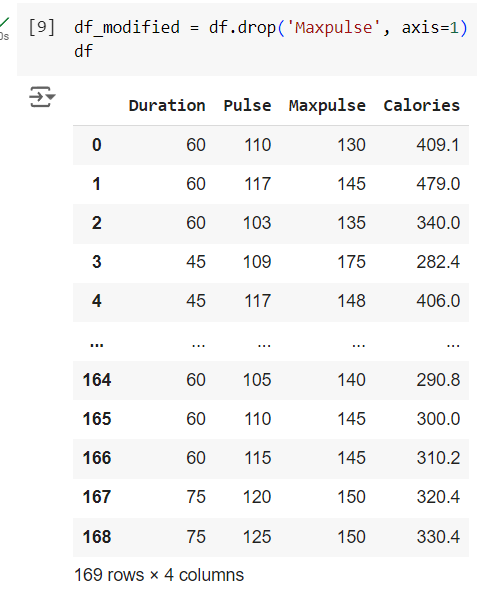 [9] df_modified = df.drop('Maxpulse', axis=1)
0s
df
Duration Pulse Maxpulse Calories
0 60 110 130 409.1
1 60 117 145 479.0
2 60 103 135 340.0
3 45 109 175 282.4
4 45 117 148 406.0
... ... ... ... ...
164 60 105 140 290.8
165 60 110 145 300.0
166 60 115 145 310.2
167 75 120 150 320.4
168 75 125 150 330.4
169 rows × 4 columns